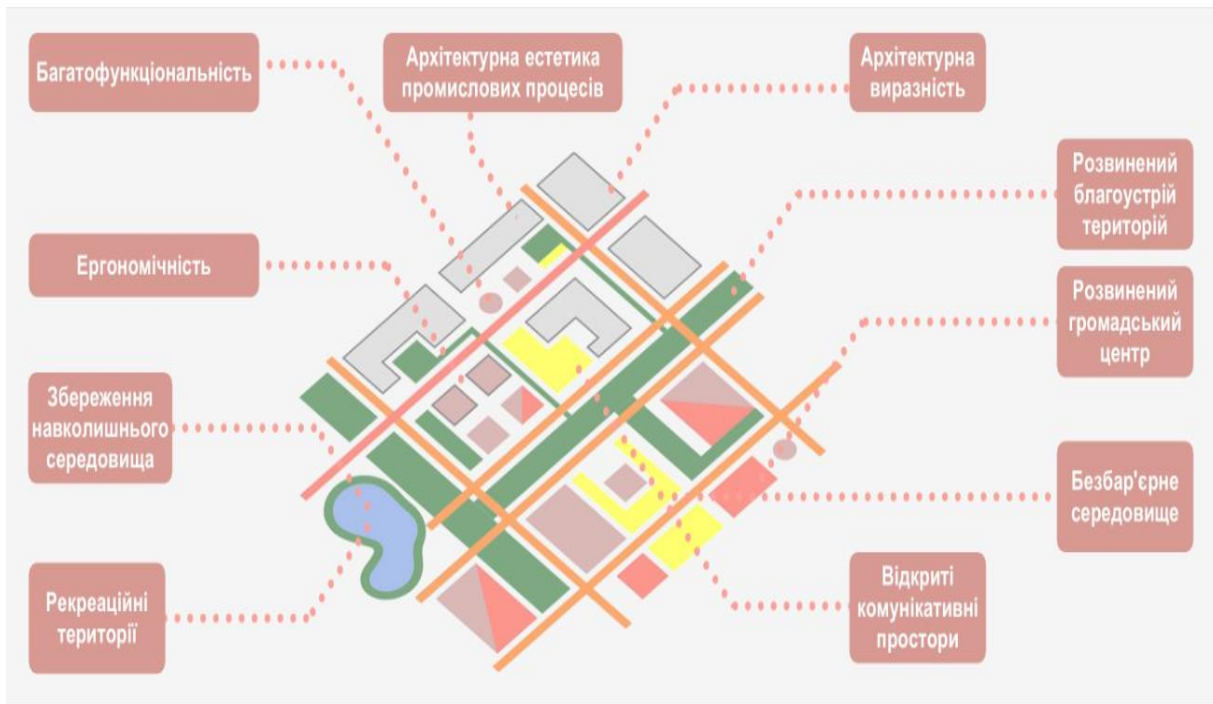 Багатофункціональність
Архітектурна естетика
промислових процесів
Архітектурна
виразність
Розвинений
благоустрій
територій
Ергономічність
Розвинений
громадський
центр
Збереження
навколишнього
середовища
Безбар'єрне
середовище
Рекреаційні
території
Відкриті
комунікативні
простори